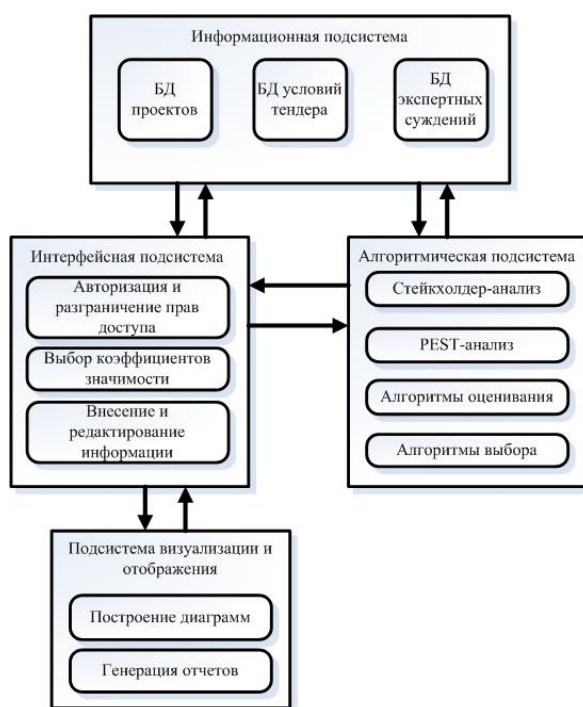 Информационная подсистема
БД
проектов
БД условий
тендера
БД
экспертных
суждений
Интерфейсная подсистема
Авторизация и
разграничение прав
доступа
Выбор коэффициентов
значимости
Внесение и
редактирование
информации
Алгоритмическая подсистема
Стейкхолдер-анализ
PEST-анализ
Алгоритмы оценивания
Алгоритмы выбора
Подсистема визуализации и
отображения
Построение диаграмм
Генерация отчетов